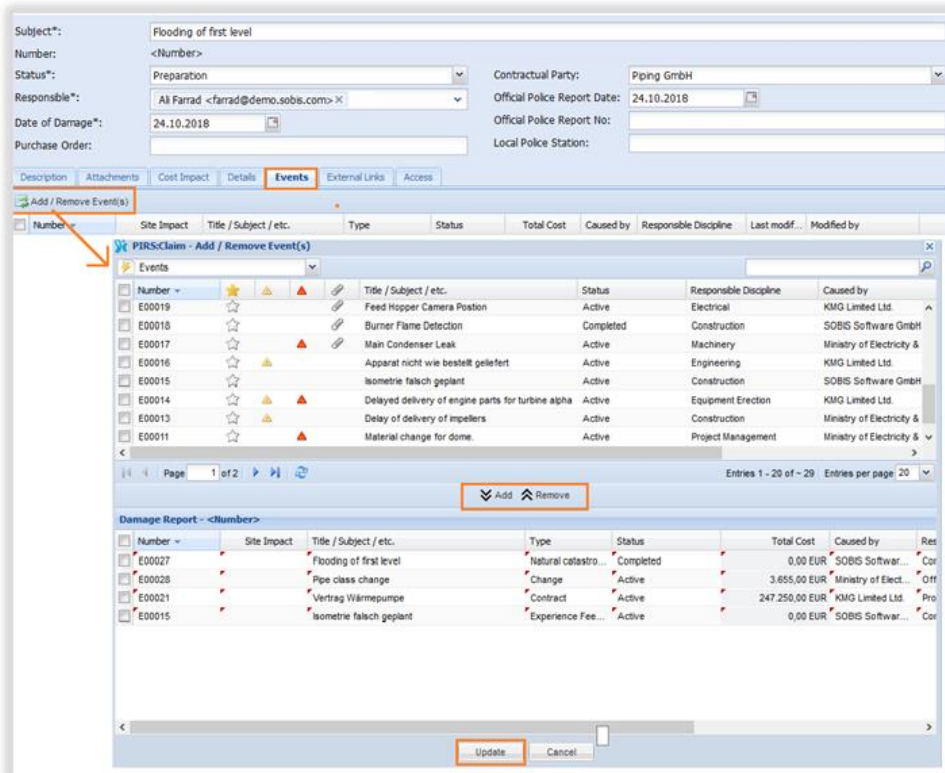 Subject*: Flooding of first level
Number: <Number>
Status*: Preparation Contractual Party: Piping GmbH
Responsible*: Ali Farrad <farrad@demo.sobis.com> Official Police Report Date: 24.10.2018
Date of Damage*: 24.10.2018 Official Police Report No:
Purchase Order: Local Police Station:
Description Attachments Cost Impact Details Events External Links Access
Add / Remove Event(s)
Number Site Impact Title / Subject / etc. Type Status Total Cost Caused by Responsible Discipline Last modif... Modified by
PIRS:Claim - Add / Remove Event(s)
Events
Number Title / Subject / etc. Status Responsible Discipline Caused by
E00019 Feed Hopper Camera Postion Active Electrical KMG Limited Ltd.
E00018 Burner Flame Detection Completed Construction SOBIS Software GmbH
E00017 Main Condenser Leak Active Machinery Ministry of Electricity &
E00016 Apparat nicht wie bestellt geliefert Active Engineering KMG Limited Ltd.
E00015 Isometrie falsch geplant Active Construction SOBIS Software GmbH
E00014 Delayed delivery of engine parts for turbine alpha Active Equipment Erection KMG Limited Ltd.
E00013 Delay of delivery of impellers Active Construction Ministry of Electricity &
E00011 Material change for dome. Active Project Management Ministry of Electricity &
Page 1 of 2 Entries 1 - 20 of ~ 29 Entries per page 20
Add Remove
Damage Report - <Number>
Number Site Impact Title / Subject / etc. Type Status Total Cost Caused by Res
E00027 Flooding of first level Natural catastro... Completed 0,00 EUR SOBIS Softwar... Cor
E00028 Pipe class change Change Active 3.655,00 EUR Ministry of Elect... Off
E00021 Vertrag Wärmepumpe Contract Active 247.250,00 EUR KMG Limited Ltd. Pro
E00015 Isometrie falsch geplant Experience Fee... Active 0,00 EUR SOBIS Softwar... Cor
Update Cancel